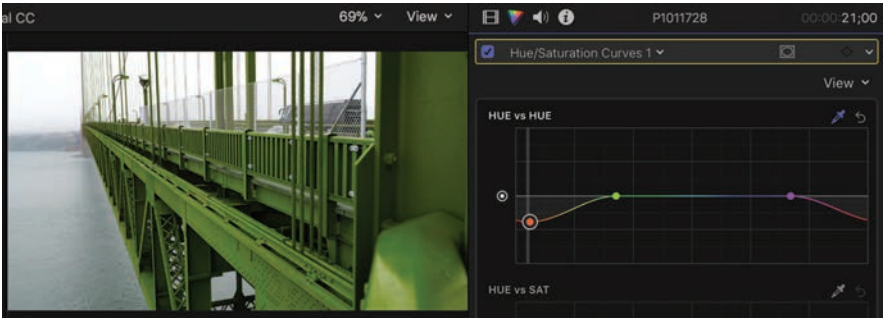 al CC
69%
View
P1011728
00:00:21;00
Hue/Saturation Curves 1
View
HUE vs HUE
HUE vs SAT